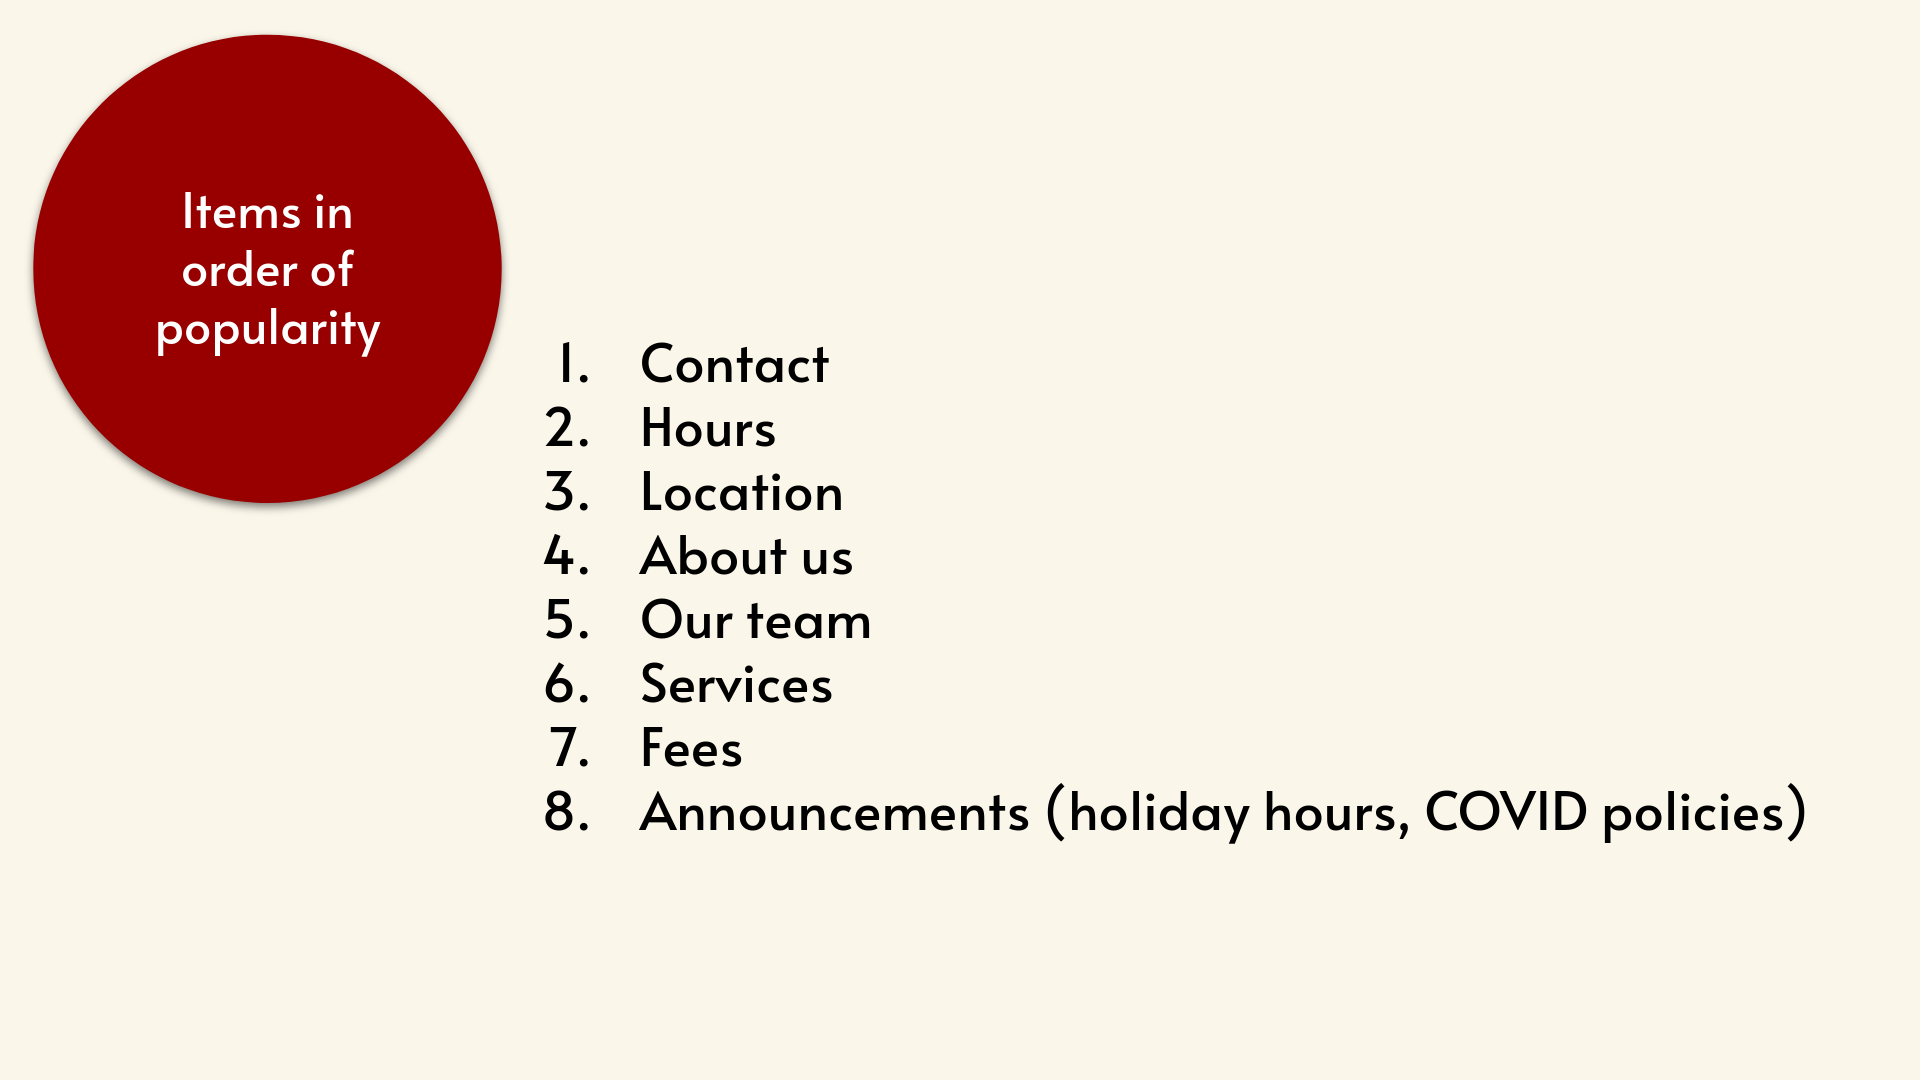 Items in
order of
popularity
1. Contact
2. Hours
3. Location
4. About us
5. Our team
6. Services
7. Fees
8. Announcements (holiday hours, COVID policies)